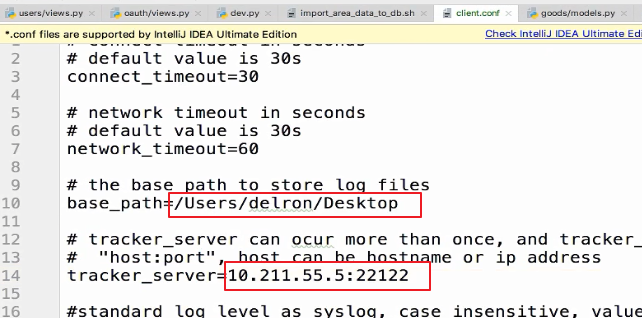 users/views.py oauth/views.py dev.py import_area_data_to_db.sh client.conf goods/models.py
*.conf files are supported by IntelliJ IDEA Ultimate Edition Check IntelliJ IDEA Ultimate Edi
2 # default value is 30s
3 connect_timeout=30
4
5 # network timeout in seconds
6 # default value is 30s
7 network_timeout=60
8
9 # the base path to store log files
10 base_path=/Users/delron/Desktop
11
12 # tracker_server can ocur more than once, and tracker_
13 # "host:port", host can be hostname or ip address
14 tracker_server=10.211.55.5:22122
15
16 #standard log level as syslog, case insensitive, valu